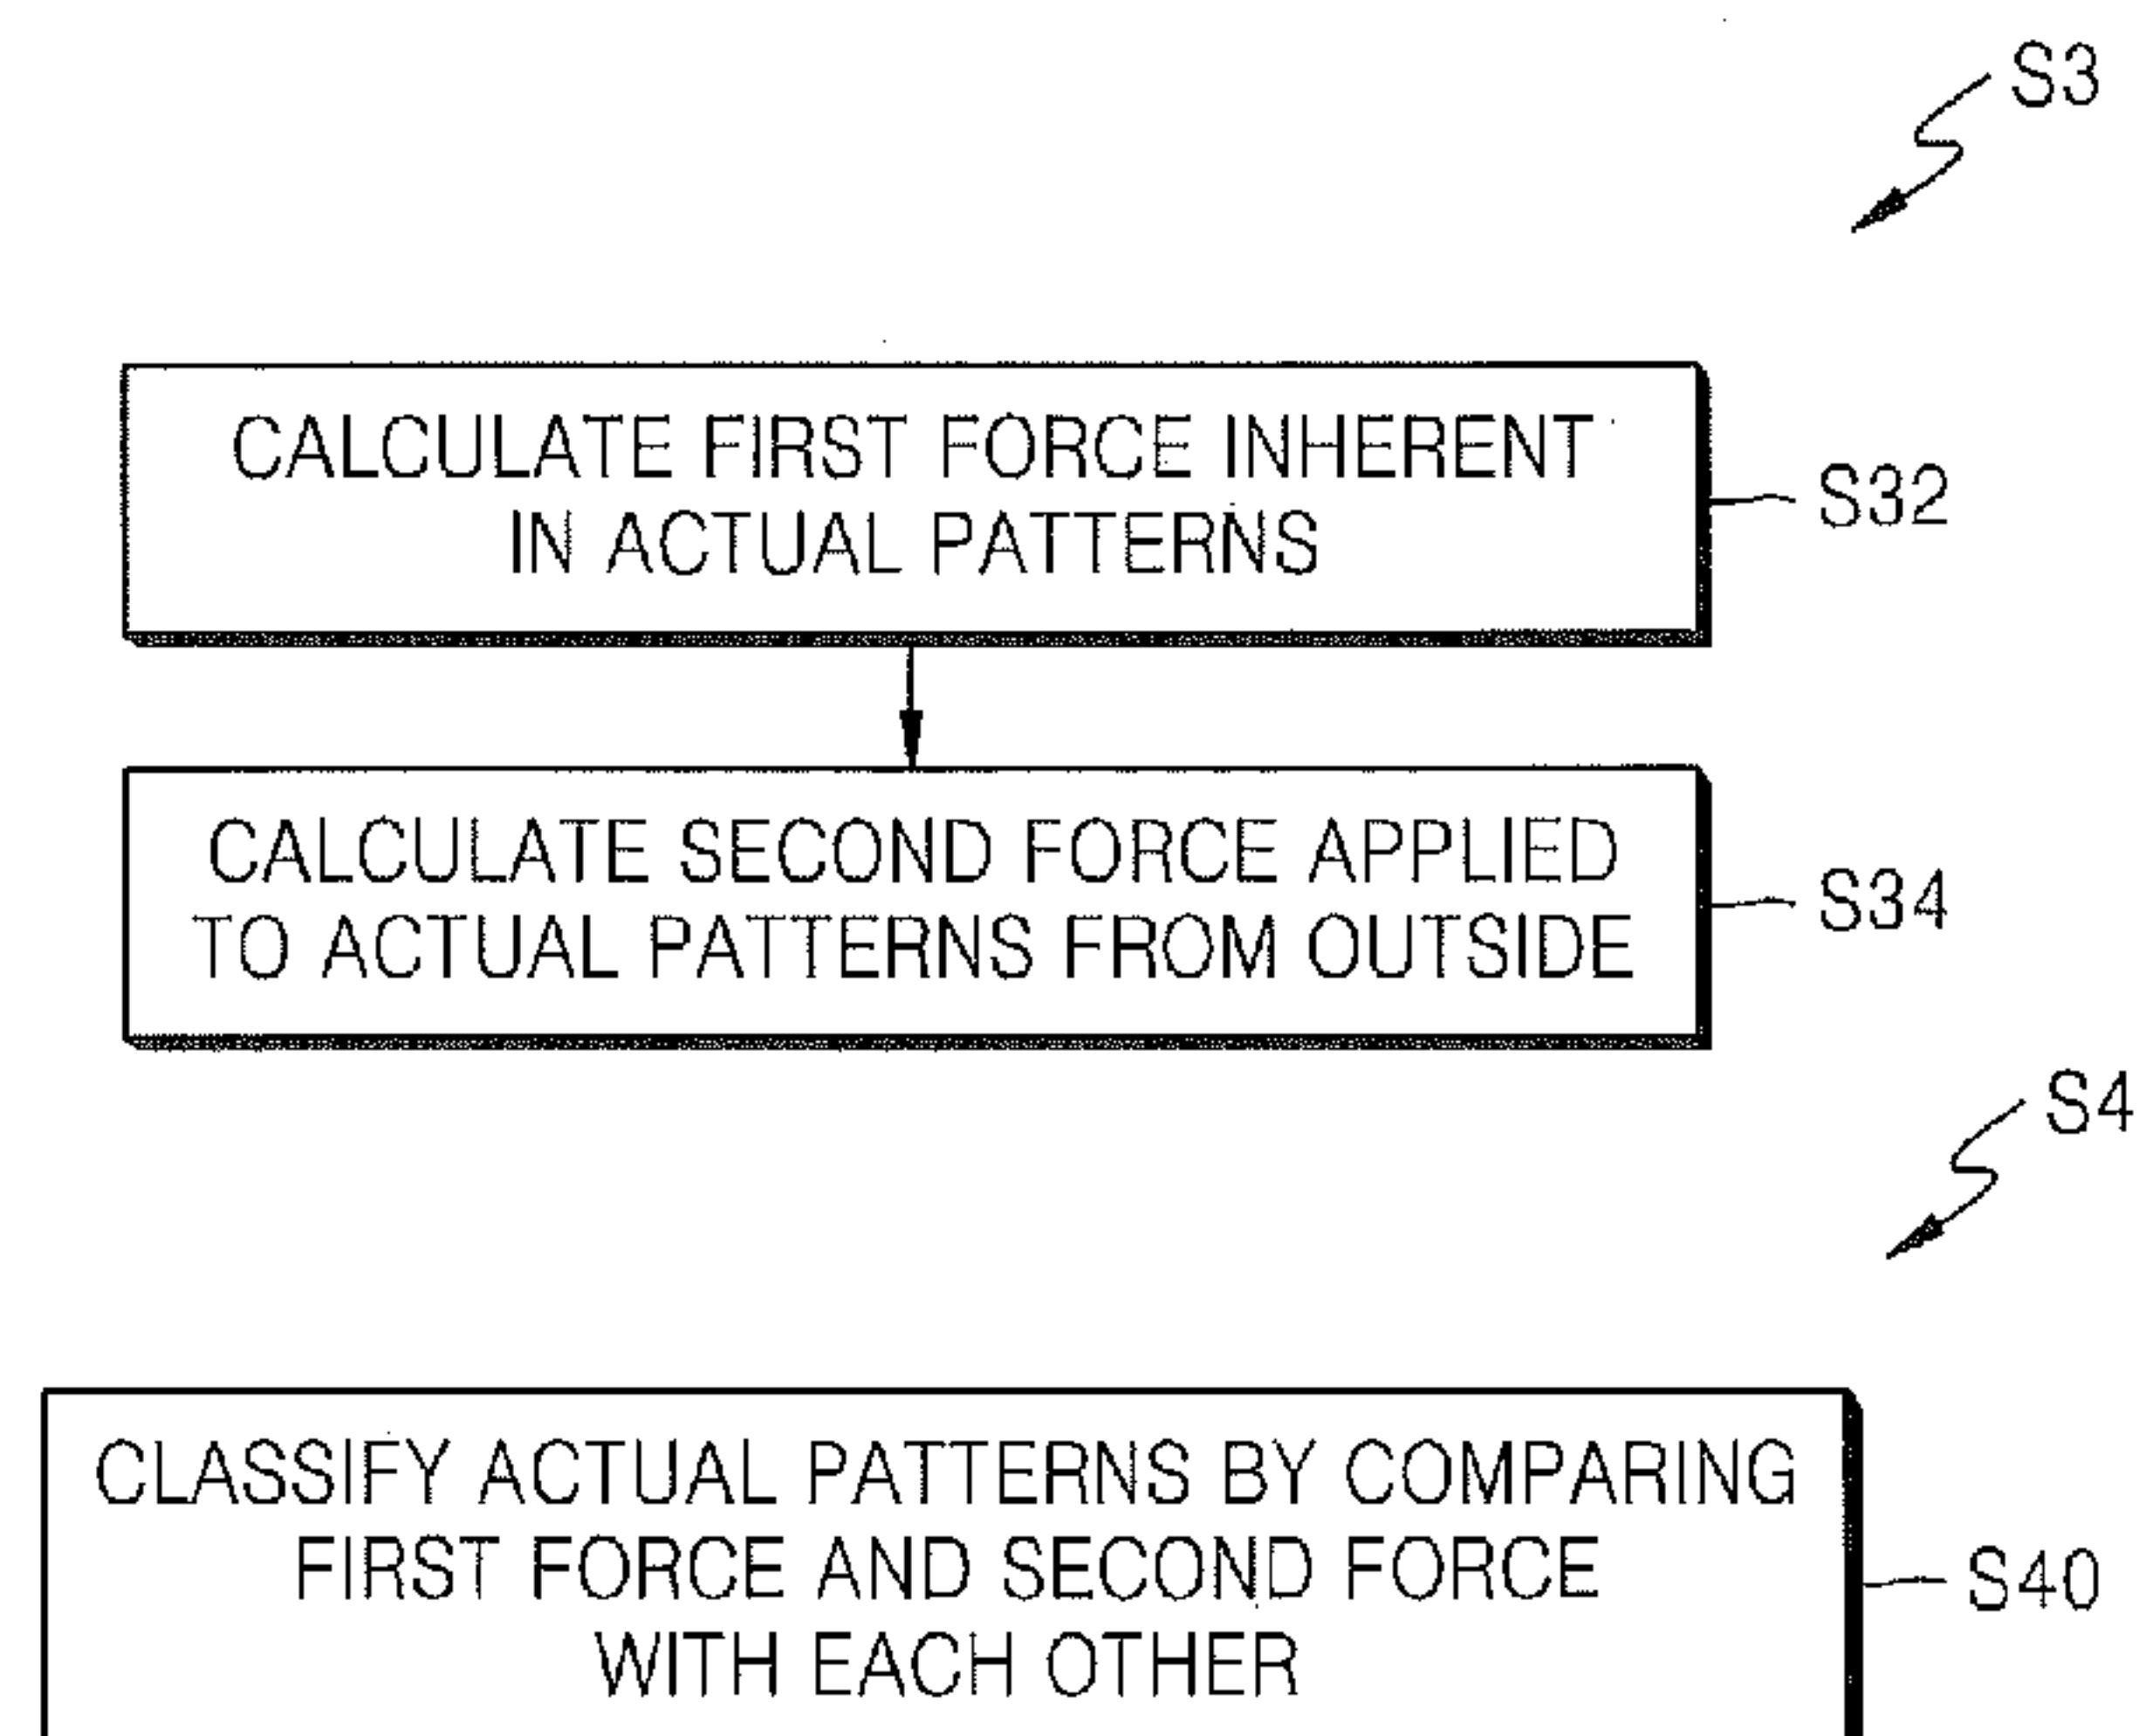 S3
CALCULATE FIRST FORCE INHERENT
IN ACTUAL PATTERNS
S32
CALCULATE SECOND FORCE APPLIED
TO ACTUAL PATTERNS FROM OUTSIDE
S34
S4
CLASSIFY ACTUAL PATTERNS BY COMPARING
FIRST FORCE AND SECOND FORCE
WITH EACH OTHER
S40